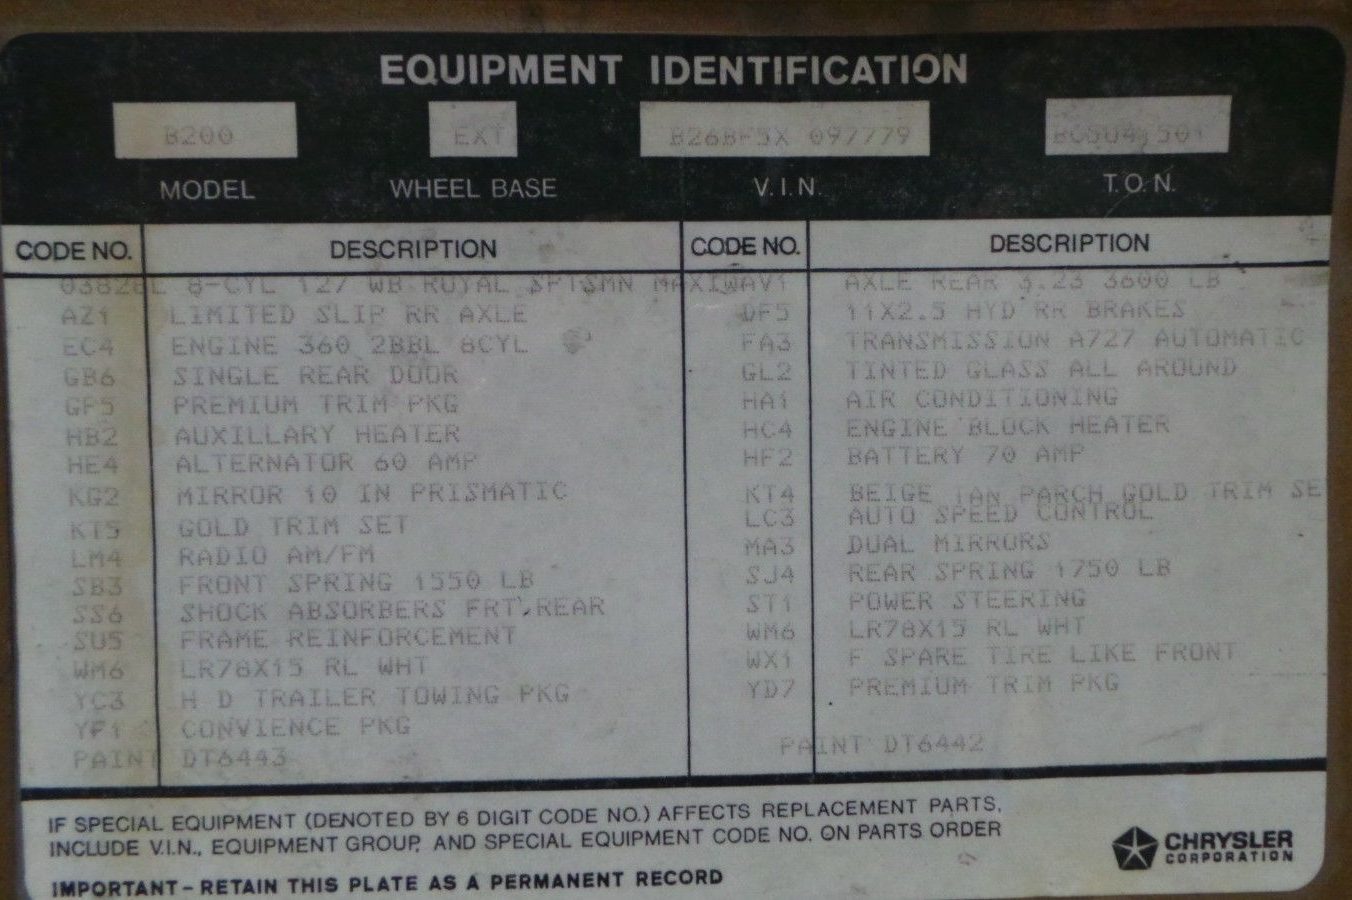 EQUIPMENT IDENTIFICATION
B200 EXT B26BF5X 097779
MODEL WHEEL BASE V.I.N. T.O.N.
CODE NO. DESCRIPTION CODE NO. DESCRIPTION
8-CYL 127 WB ROYAL SPTSMN MAXIWAV1 AXLE REAR 3.23 3600 LB
AZ1 LIMITED SLIP RR AXLE DF5 11X2.5 HYD RR BRAKES
EC4 ENGINE 360 2BBL 8CYL FA3 TRANSMISSION A727 AUTOMATIC
GB6 SINGLE REAR DOOR GL2 TINTED GLASS ALL AROUND
GP5 PREMIUM TRIM PKG HA1 AIR CONDITIONING
HB2 AUXILLARY HEATER HC4 ENGINE BLOCK HEATER
HE4 ALTERNATOR 60 AMP HF2 BATTERY 70 AMP
KG2 MIRROR 10 IN PRISMATIC KT4 BEIGE TAN PARCH GOLD TRIM SE
KT5 GOLD TRIM SET LC3 AUTO SPEED CONTROL
LM4 RADIO AM/FM MA3 DUAL MIRRORS
SB3 FRONT SPRING 1550 LB SJ4 REAR SPRING 1750 LB
SS6 SHOCK ABSORBERS FRT,REAR ST1 POWER STEERING
SU5 FRAME REINFORCEMENT WM6 LR78X15 RL WHT
WM6 LR78X15 RL WHT WX1 F SPARE TIRE LIKE FRONT
YC3 H D TRAILER TOWING PKG YD7 PREMIUM TRIM PKG
YF1 CONVIENCE PKG
PAINT DT6443 PAINT DT6442
IF SPECIAL EQUIPMENT (DENOTED BY 6 DIGIT CODE NO.) AFFECTS REPLACEMENT PARTS,
INCLUDE V.I.N., EQUIPMENT GROUP, AND SPECIAL EQUIPMENT CODE NO. ON PARTS ORDER
IMPORTANT - RETAIN THIS PLATE AS A PERMANENT RECORD
CHRYSLER
CORPORATION